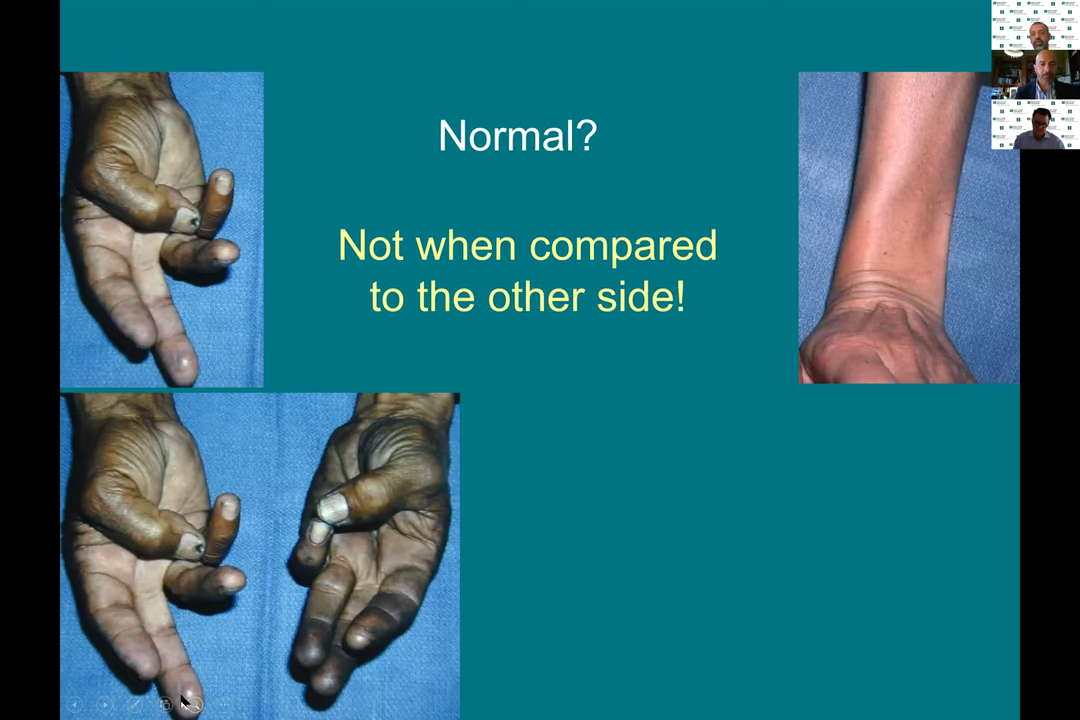 Normal?
Not when compared
to the other side!